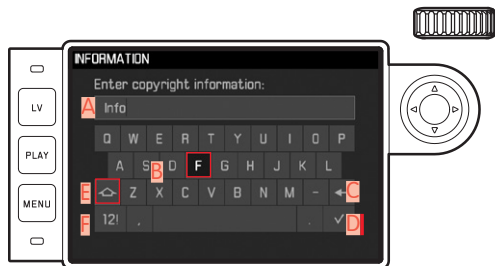 INFORMATION
Enter copyright information:
A Info
LV
Q W E R T Y U I O P
PLAY
A S B D F G H J K L
E Z X C V B N M - C
MENU
F 12! , . D